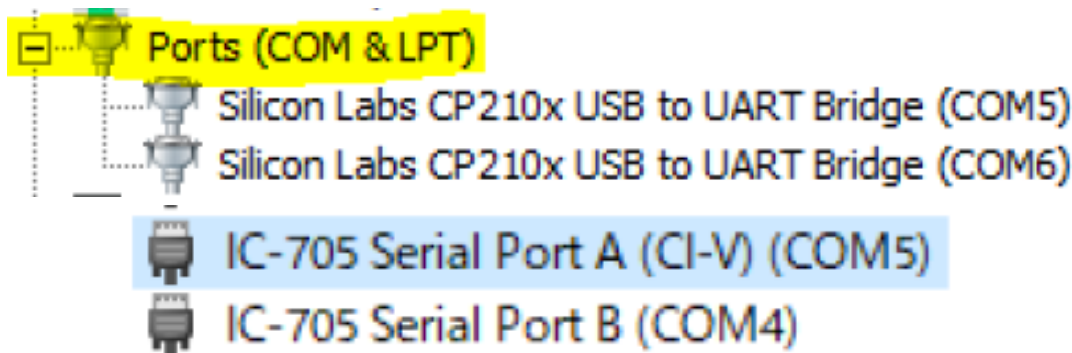 Ports (COM & LPT)
Silicon Labs CP210x USB to UART Bridge (COM5)
Silicon Labs CP210x USB to UART Bridge (COM6)
IC-705 Serial Port A (CI-V) (COM5)
IC-705 Serial Port B (COM4)